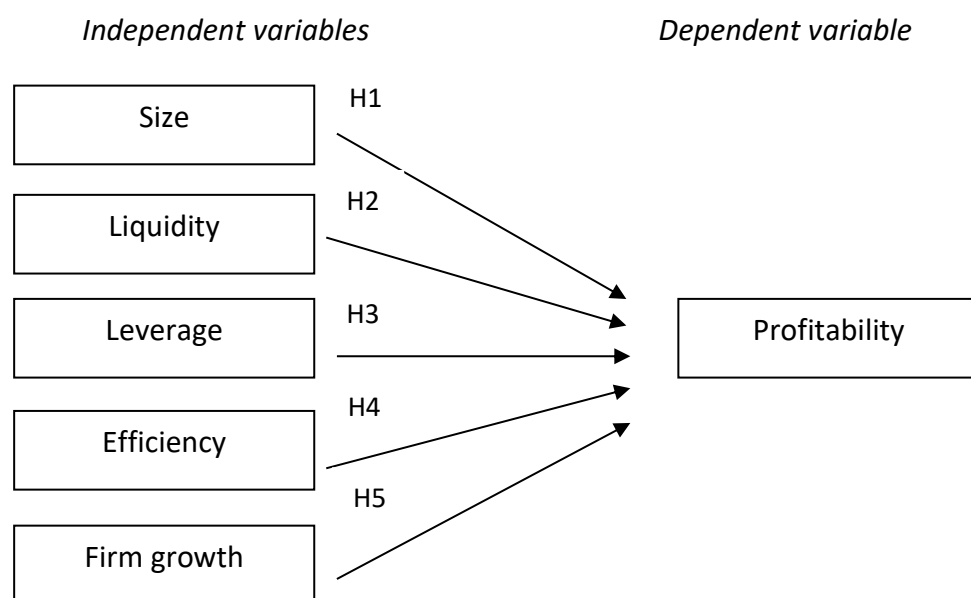 Independent variables
Dependent variable
H1
Size
H2
Liquidity
H3
Leverage
Profitability
H4
Efficiency
H5
Firm growth